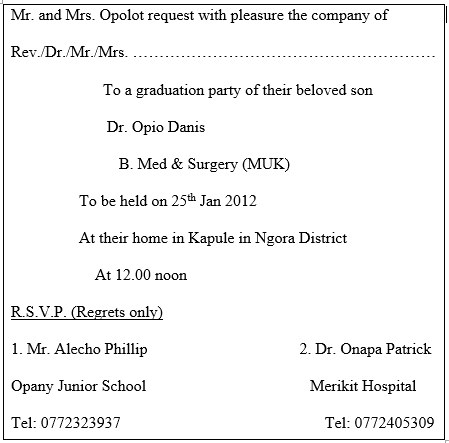 Mr. and Mrs. Opolot request with pleasure the company of
Rev./Dr./Mr./Mrs. …………………………………………………
To a graduation party of their beloved son
Dr. Opio Danis
B. Med & Surgery (MUK)
To be held on 25th Jan 2012
At their home in Kapule in Ngora District
At 12.00 noon
R.S.V.P. (Regrets only)
1. Mr. Alecho Phillip 2. Dr. Onapa Patrick
Opany Junior School Merikit Hospital
Tel: 0772323937 Tel: 0772405309